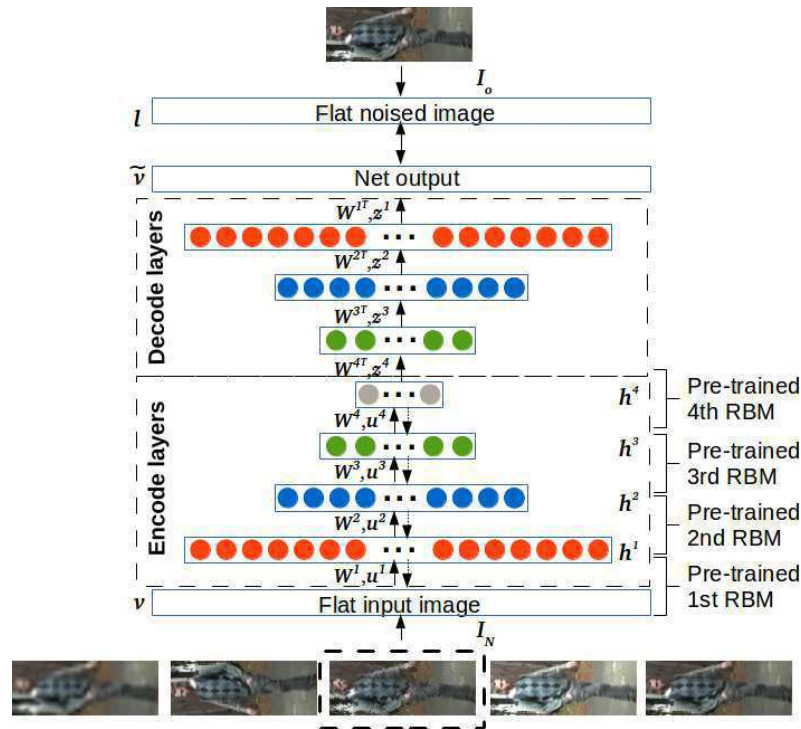 I_o
l
Flat noised image
ṽ
Net output
Decode layers
W^{1T},z^1
W^{2T},z^2
W^{3T},z^3
W^{4T},z^4
Encode layers
h^4
Pre-trained
4th RBM
W^4,u^4
h^3
Pre-trained
3rd RBM
W^3,u^3
h^2
Pre-trained
2nd RBM
W^2,u^2
h^1
Pre-trained
1st RBM
W^1,u^1
v
Flat input image
I_N